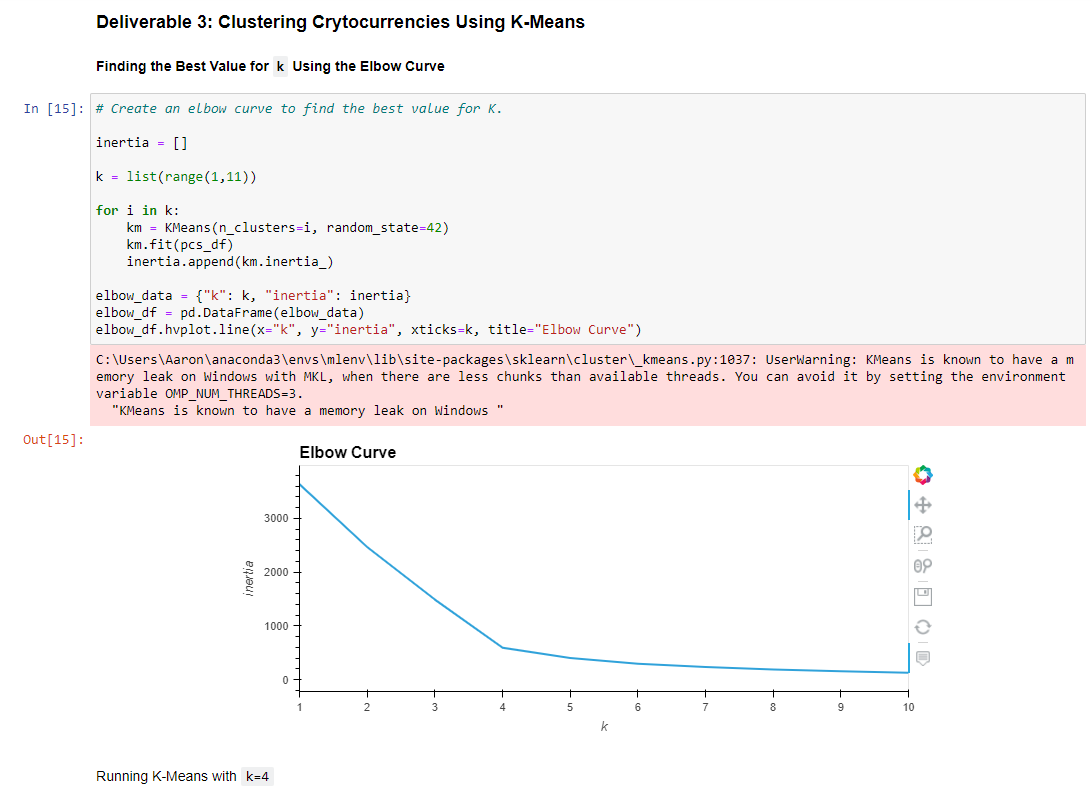 Deliverable 3: Clustering Crytocurrencies Using K-Means
Finding the Best Value for k Using the Elbow Curve
In [15]:
# Create an elbow curve to find the best value for K.
inertia = []
k = list(range(1,11))
for i in k:
    km = KMeans(n_clusters=i, random_state=42)
    km.fit(pcs_df)
    inertia.append(km.inertia_)
elbow_data = {"k": k, "inertia": inertia}
elbow_df = pd.DataFrame(elbow_data)
elbow_df.hvplot.line(x="k", y="inertia", xticks=k, title="Elbow Curve")
C:\Users\Aaron\anaconda3\envs\mlenv\lib\site-packages\sklearn\cluster\_kmeans.py:1037: UserWarning: KMeans is known to have a m
emory leak on Windows with MKL, when there are less chunks than available threads. You can avoid it by setting the environment
variable OMP_NUM_THREADS=3.
  "KMeans is known to have a memory leak on Windows "
Out[15]:
Elbow Curve
3000
2000
1000
0
inertia
1 2 3 4 5 6 7 8 9 10
k
Running K-Means with k=4